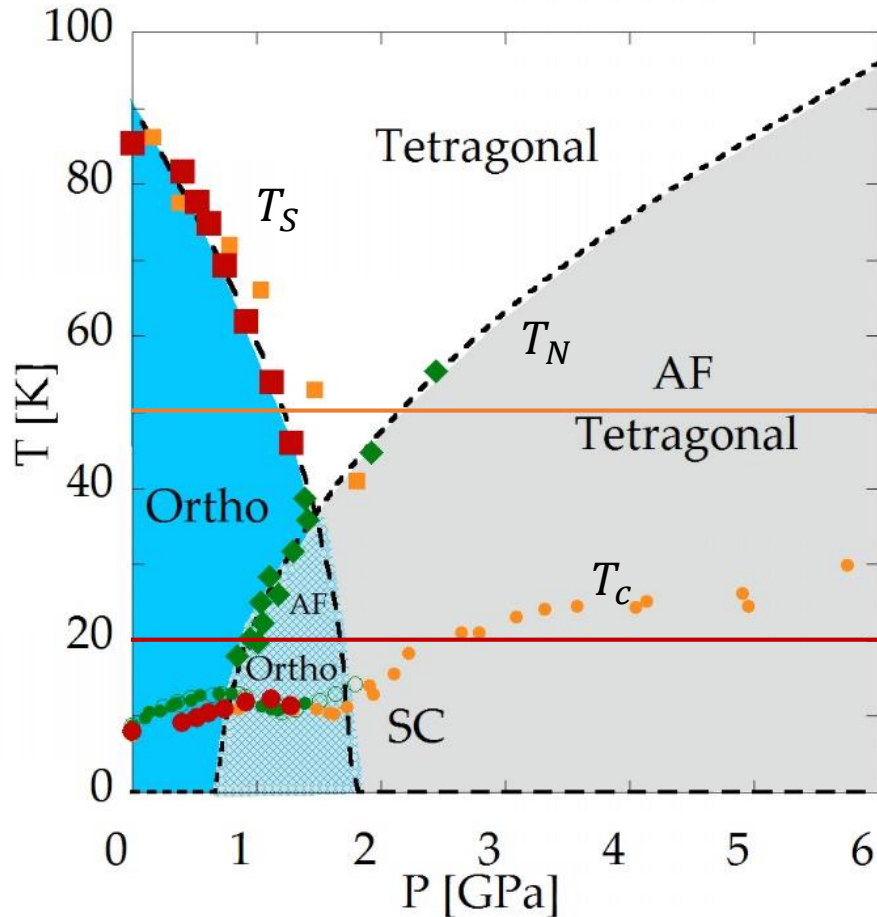 100
80
60
40
20
0
T [K]
Tetragonal
T_S
T_N
AF
Tetragonal
Ortho
AF
Ortho
T_c
SC
0 1 2 3 4 5 6
P [GPa]